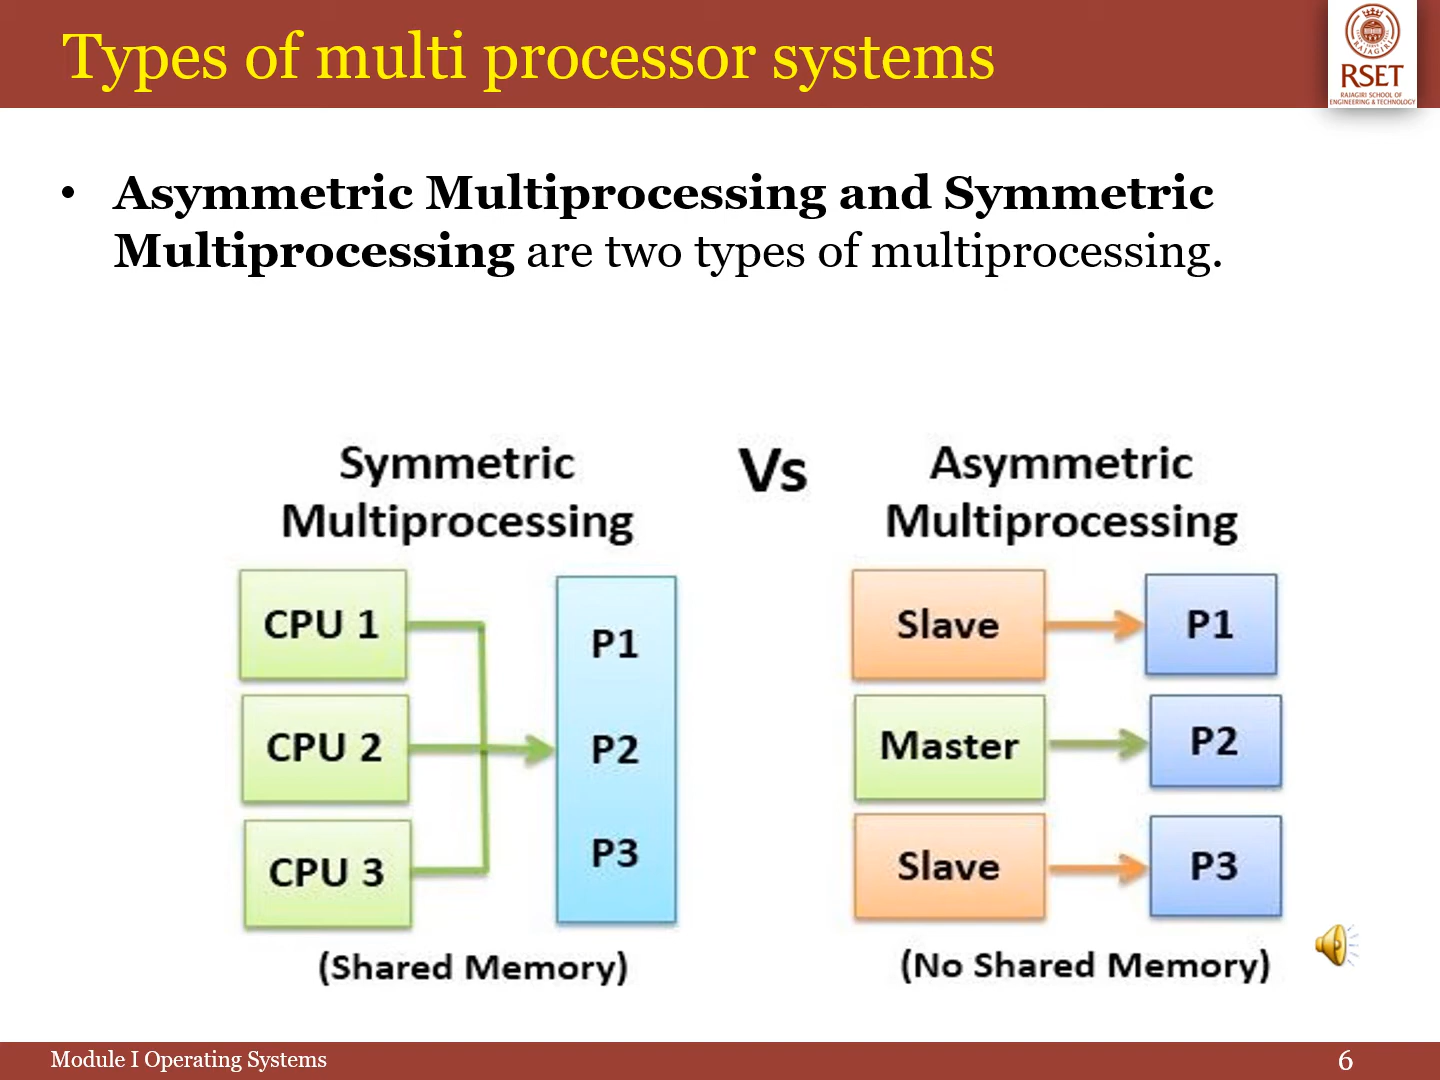 Types of multi processor systems
RAJAGIRI
RSET
RAJAGIRI SCHOOL OF
ENGINEERING & TECHNOLOGY
• Asymmetric Multiprocessing and Symmetric
Multiprocessing are two types of multiprocessing.
Symmetric
Multiprocessing
Vs
Asymmetric
Multiprocessing
CPU 1
CPU 2
CPU 3
P1
P2
P3
(Shared Memory)
Slave
P1
Master
P2
Slave
P3
(No Shared Memory)
Module I Operating Systems
6